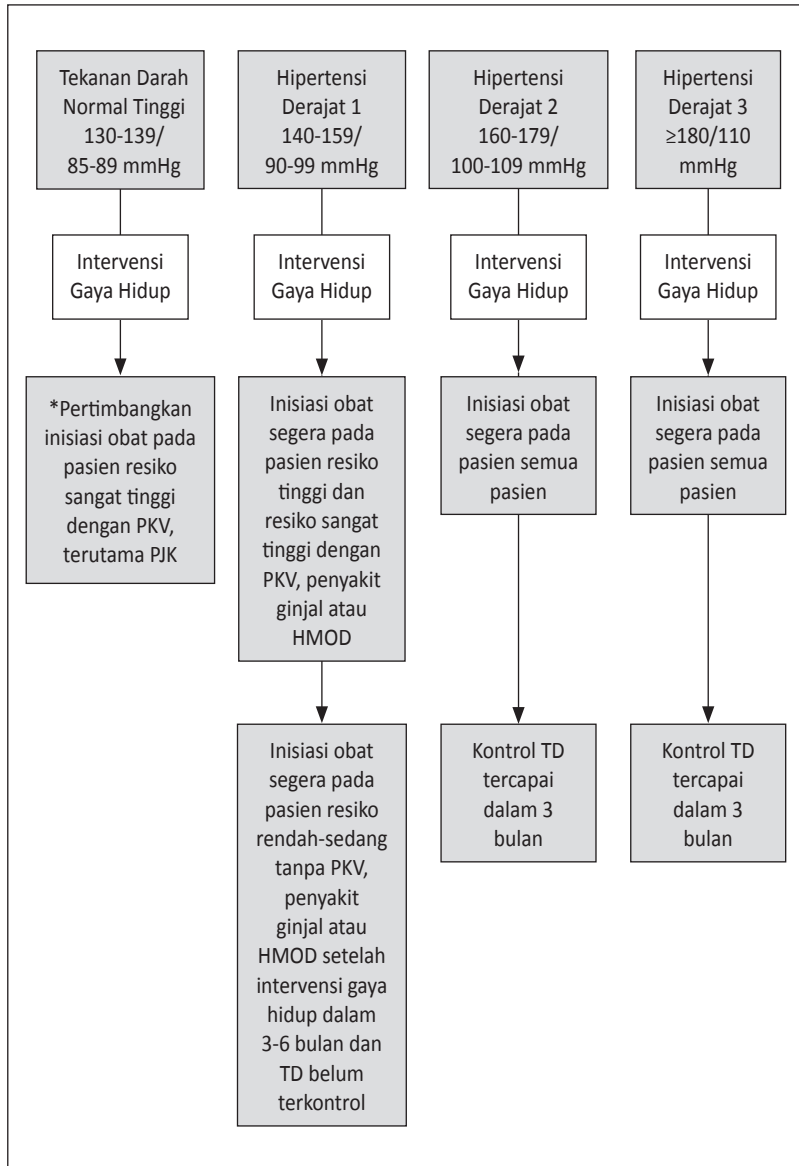 Tekanan Darah
Normal Tinggi
130-139/
85-89 mmHg
Intervensi
Gaya Hidup
*Pertimbangkan
inisiasi obat pada
pasien resiko
sangat tinggi
dengan PKV,
terutama PJK
Hipertensi
Derajat 1
140-159/
90-99 mmHg
Intervensi
Gaya Hidup
Inisiasi obat
segera pada
pasien resiko
tinggi dan
resiko sangat
tinggi dengan
PKV, penyakit
ginjal atau
HMOD
Inisiasi obat
segera pada
pasien resiko
rendah-sedang
tanpa PKV,
penyakit
ginjal atau
HMOD setelah
intervensi gaya
hidup dalam
3-6 bulan dan
TD belum
terkontrol
Hipertensi
Derajat 2
160-179/
100-109 mmHg
Intervensi
Gaya Hidup
Inisiasi obat
segera pada
pasien semua
pasien
Kontrol TD
tercapai
dalam 3
bulan
Hipertensi
Derajat 3
≥180/110
mmHg
Intervensi
Gaya Hidup
Inisiasi obat
segera pada
pasien semua
pasien
Kontrol TD
tercapai
dalam 3
bulan